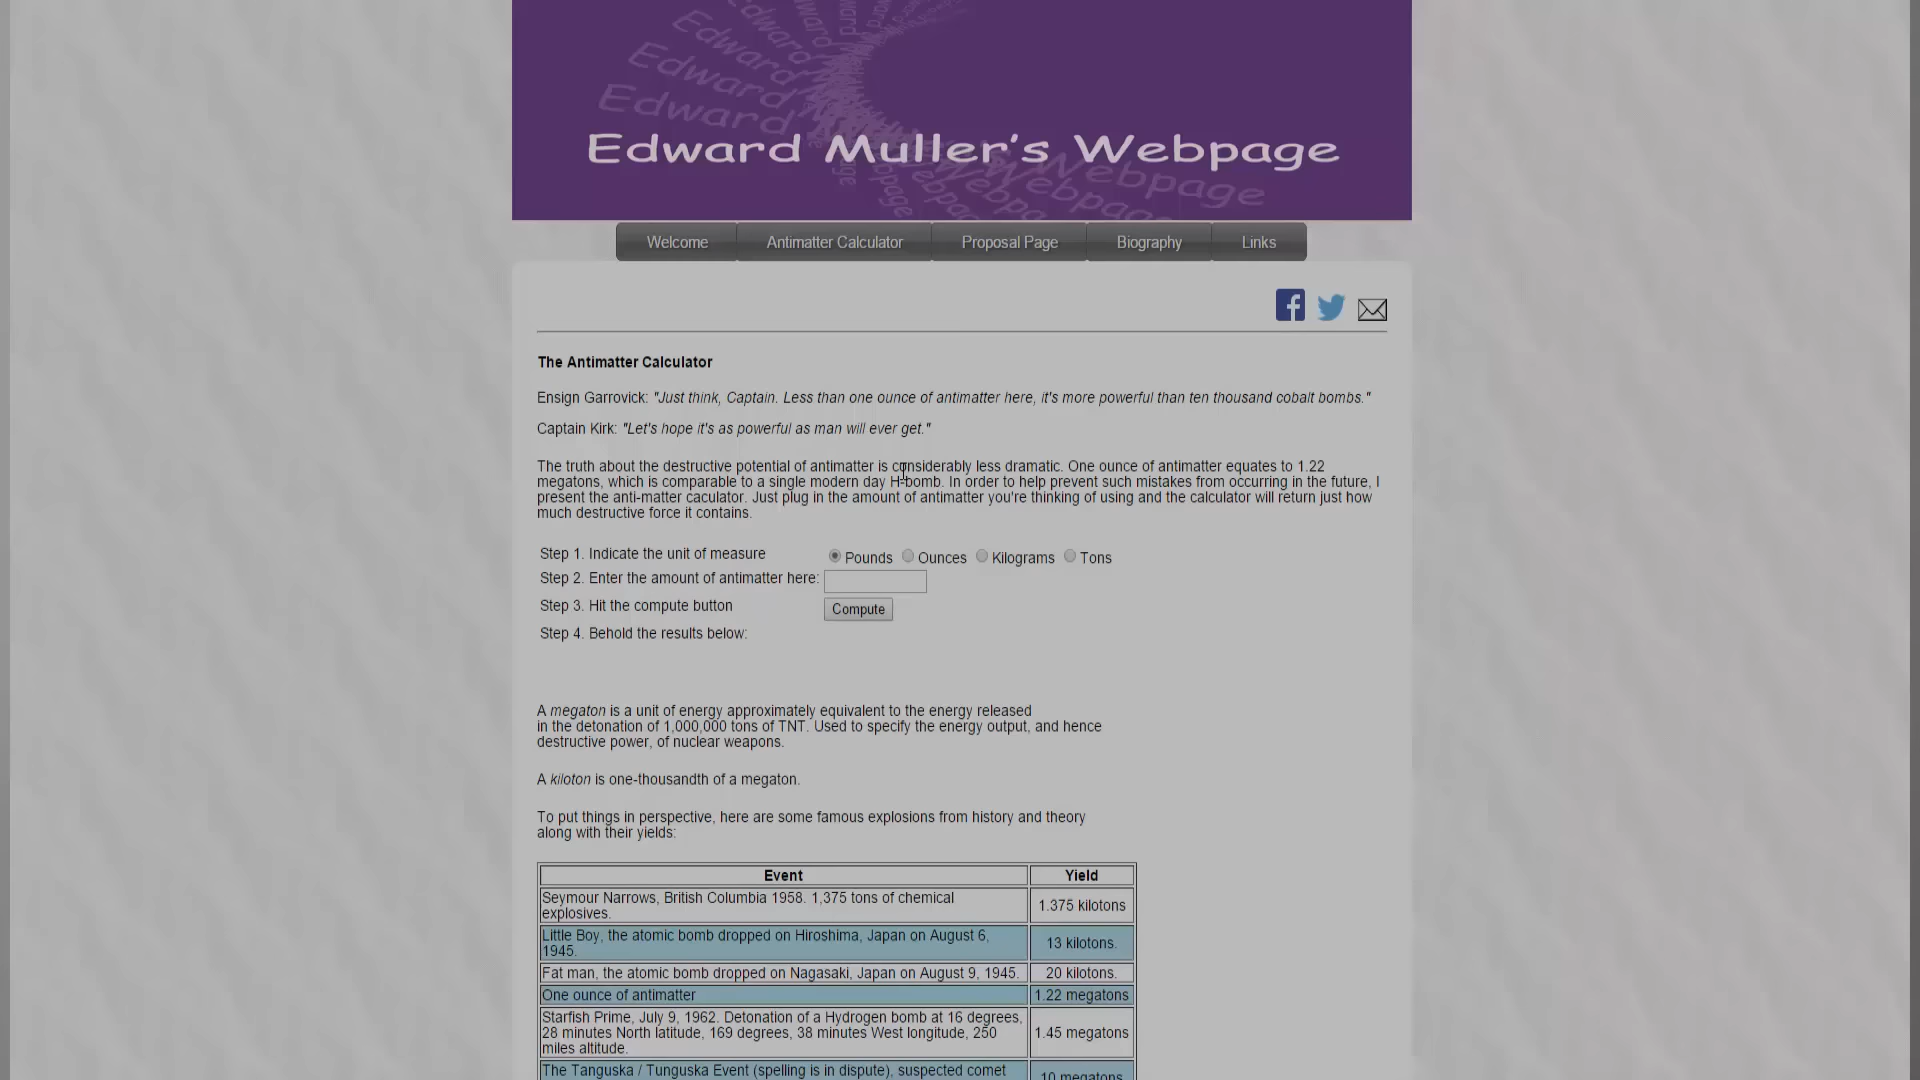 Edward Muller's Webpage
Welcome
Antimatter Calculator
Proposal Page
Biography
Links
The Antimatter Calculator
Ensign Garrovick: "Just think, Captain. Less than one ounce of antimatter here, it's more powerful than ten thousand cobalt bombs."
Captain Kirk: "Let's hope it's as powerful as man will ever get."
The truth about the destructive potential of antimatter is considerably less dramatic. One ounce of antimatter equates to 1.22
megatons, which is comparable to a single modern day H-bomb. In order to help prevent such mistakes from occurring in the future, I
present the anti-matter caculator. Just plug in the amount of antimatter you're thinking of using and the calculator will return just how
much destructive force it contains.
Step 1. Indicate the unit of measure Pounds Ounces Kilograms Tons
Step 2. Enter the amount of antimatter here:
Step 3. Hit the compute button Compute
Step 4. Behold the results below:
A megaton is a unit of energy approximately equivalent to the energy released
in the detonation of 1,000,000 tons of TNT. Used to specify the energy output, and hence
destructive power, of nuclear weapons.
A kiloton is one-thousandth of a megaton.
To put things in perspective, here are some famous explosions from history and theory
along with their yields:
Event Yield
Seymour Narrows, British Columbia 1958. 1,375 tons of chemical
explosives. 1.375 kilotons
Little Boy, the atomic bomb dropped on Hiroshima, Japan on August 6,
1945. 13 kilotons.
Fat man, the atomic bomb dropped on Nagasaki, Japan on August 9, 1945. 20 kilotons.
One ounce of antimatter 1.22 megatons
Starfish Prime, July 9, 1962. Detonation of a Hydrogen bomb at 16 degrees,
28 minutes North latitude, 169 degrees, 38 minutes West longitude, 250
miles altitude. 1.45 megatons
The Tanguska / Tunguska Event (spelling is in dispute), suspected comet
10 megatons